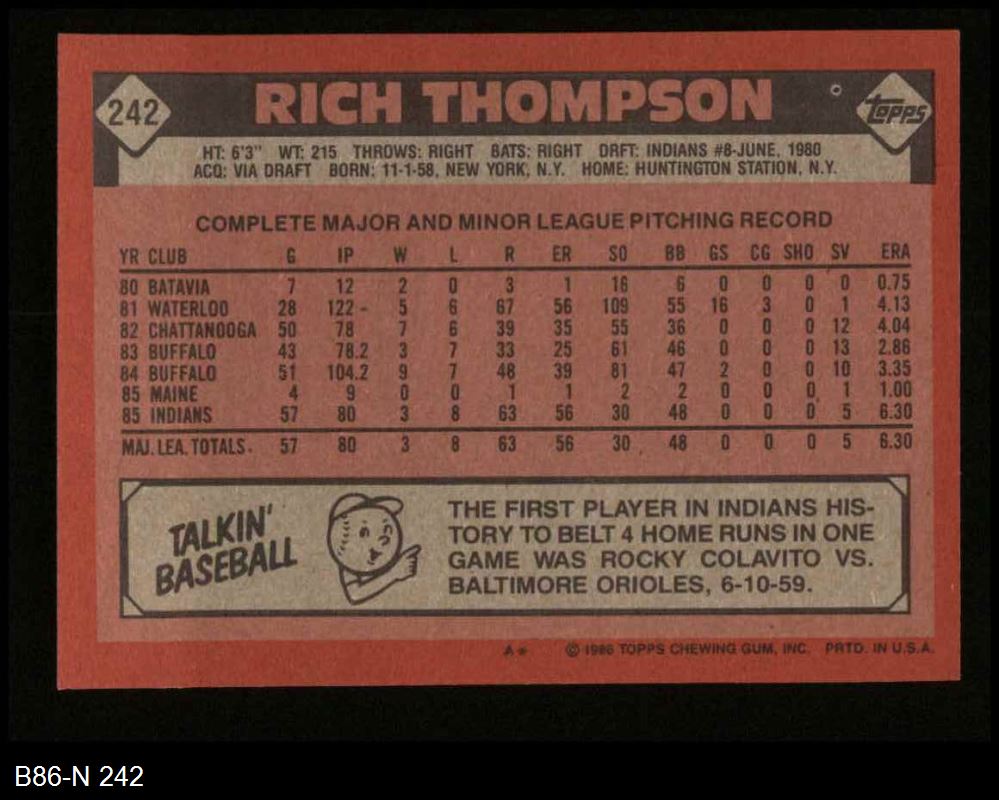 242 RICH THOMPSON topps
HT: 6'3" WT: 215 THROWS: RIGHT BATS: RIGHT DRFT: INDIANS #8-JUNE, 1980
ACQ: VIA DRAFT BORN: 11-1-58, NEW YORK, N.Y. HOME: HUNTINGTON STATION, N.Y.
COMPLETE MAJOR AND MINOR LEAGUE PITCHING RECORD
YR CLUB G IP W L R ER SO BB GS CG SHO SV ERA
80 BATAVIA 7 12 2 0 3 1 16 6 0 0 0 0 0.75
81 WATERLOO 28 122 5 6 67 56 109 55 16 3 0 1 4.13
82 CHATTANOOGA 50 78 7 6 39 35 55 36 0 0 0 12 4.04
83 BUFFALO 43 78.2 3 7 33 25 61 46 0 0 0 13 2.86
84 BUFFALO 51 104.2 9 7 48 39 81 47 2 0 0 10 3.35
85 MAINE 4 9 0 0 1 1 2 2 0 0 0 1 1.00
85 INDIANS 57 80 3 8 63 56 30 48 0 0 0 5 6.30
MAJ. LEA. TOTALS 57 80 3 8 63 56 30 48 0 0 0 5 6.30
TALKIN'
BASEBALL
THE FIRST PLAYER IN INDIANS HIS-
TORY TO BELT 4 HOME RUNS IN ONE
GAME WAS ROCKY COLAVITO VS.
BALTIMORE ORIOLES, 6-10-59.
A* © 1986 TOPPS CHEWING GUM, INC. PRTD. IN U.S.A.
B86-N 242